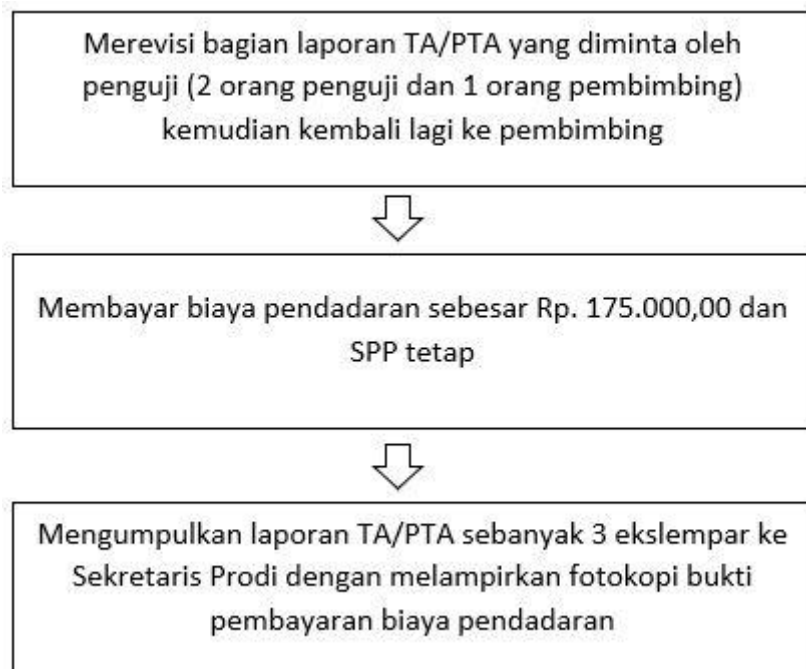 Merevisi bagian laporan TA/PTA yang diminta oleh
penguji (2 orang penguji dan 1 orang pembimbing)
kemudian kembali lagi ke pembimbing
Membayar biaya pendadaran sebesar Rp. 175.000,00 dan
SPP tetap
Mengumpulkan laporan TA/PTA sebanyak 3 ekslempar ke
Sekretaris Prodi dengan melampirkan fotokopi bukti
pembayaran biaya pendadaran